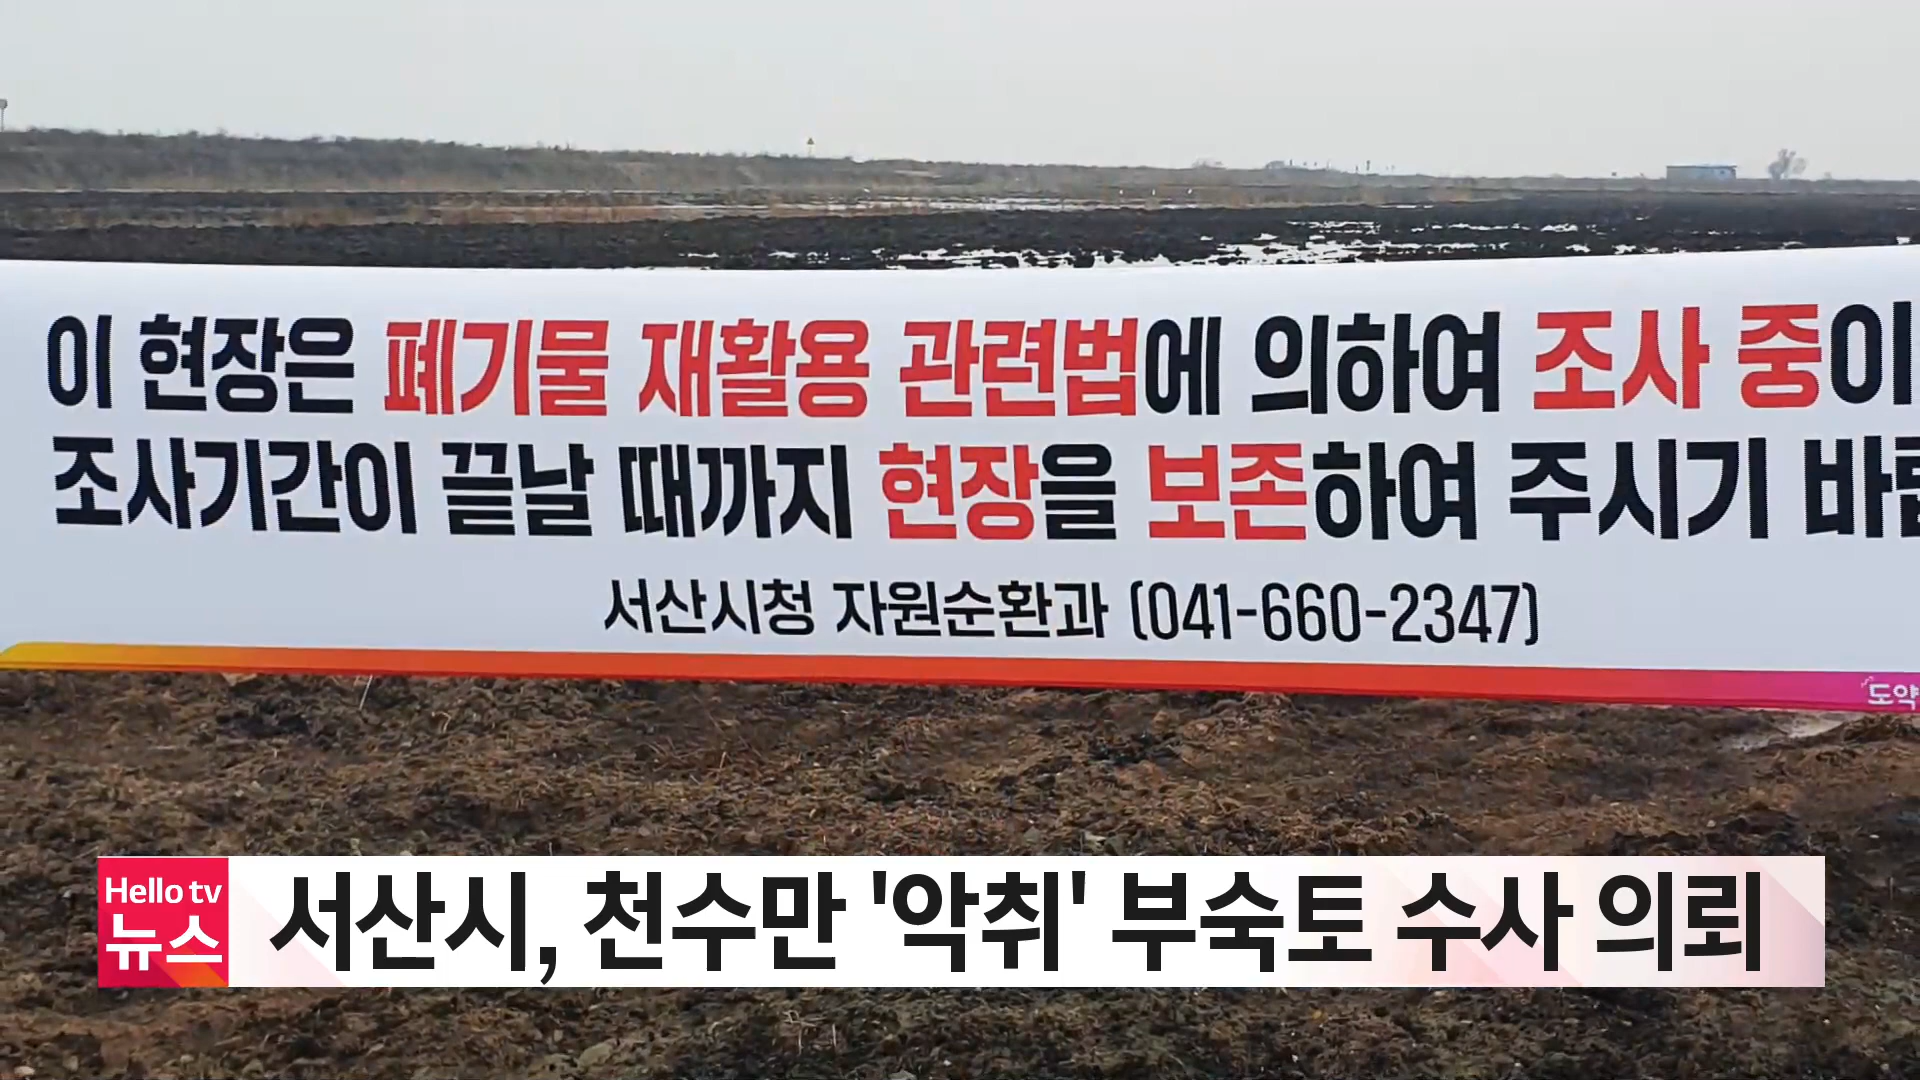 이 현장은 폐기물 재활용 관련법에 의하여 조사 중이
조사기간이 끝날 때까지 현장을 보존하여 주시기
서산시청 자원순환과 (041-660-2347)
도약
Hello tv
뉴스
서산시, 천수만 '악취' 부숙토 수사 의뢰